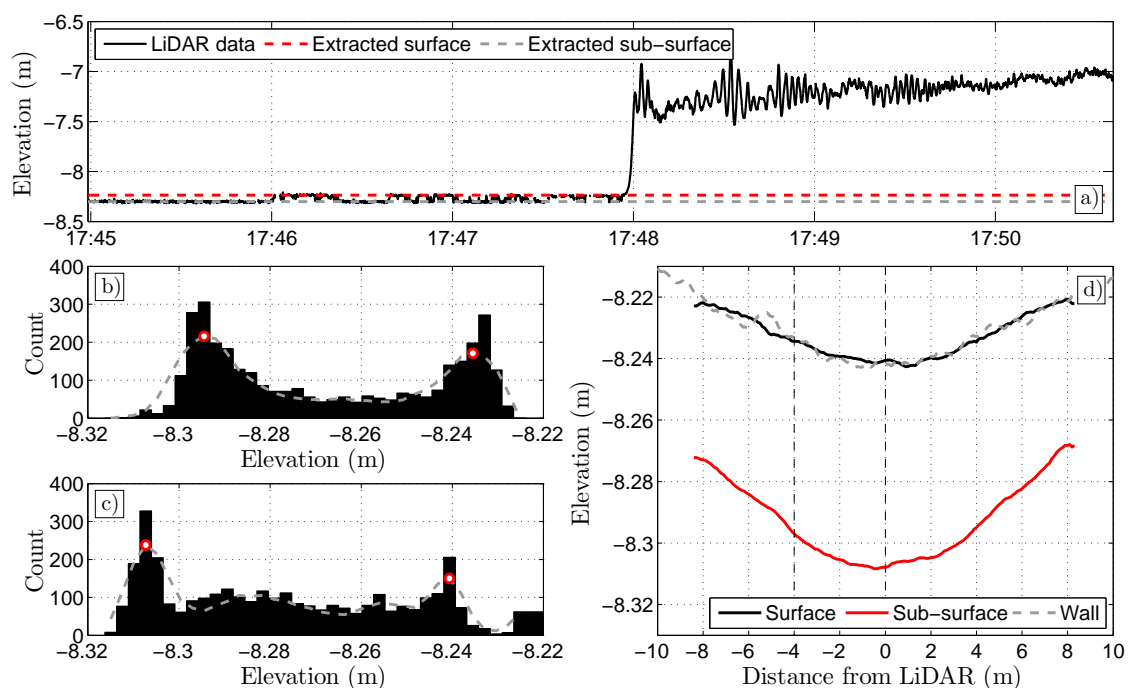 −6.5
LiDAR data Extracted surface Extracted sub−surface
−7
−7.5
−8
−8.5
Elevation (m)
a)
17:45 17:46 17:47 17:48 17:49 17:50
400
b)
300
200
100
0
Count
−8.32 −8.3 −8.28 −8.26 −8.24 −8.22
Elevation (m)
400
c)
300
200
100
0
Count
−8.32 −8.3 −8.28 −8.26 −8.24 −8.22
Elevation (m)
d)
−8.22
−8.24
−8.26
−8.28
−8.3
−8.32
Elevation (m)
Surface Sub−surface Wall
−10 −8 −6 −4 −2 0 2 4 6 8 10
Distance from LiDAR (m)